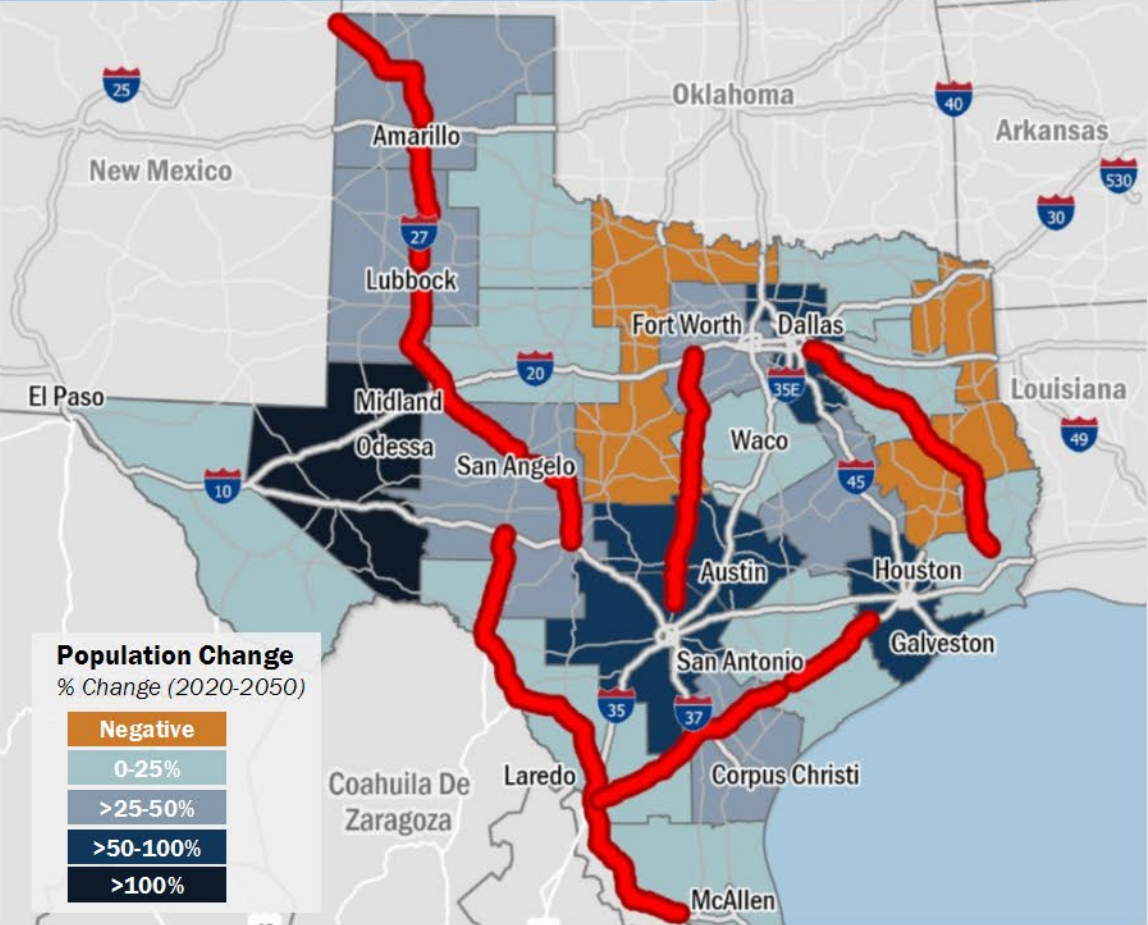 Oklahoma
40
25
Arkansas
Amarillo
New Mexico
530
30
27
Lubbock
Fort Worth
Dallas
20
35E
El Paso
Midland
Louisiana
Odessa
Waco
49
San Angelo
10
45
Austin
Houston
Galveston
San Antonio
Population Change
% Change (2020-2050)
Negative
0-25%
>25-50%
>50-100%
>100%
35
37
Laredo
Corpus Christi
Coahuila De
Zaragoza
McAllen